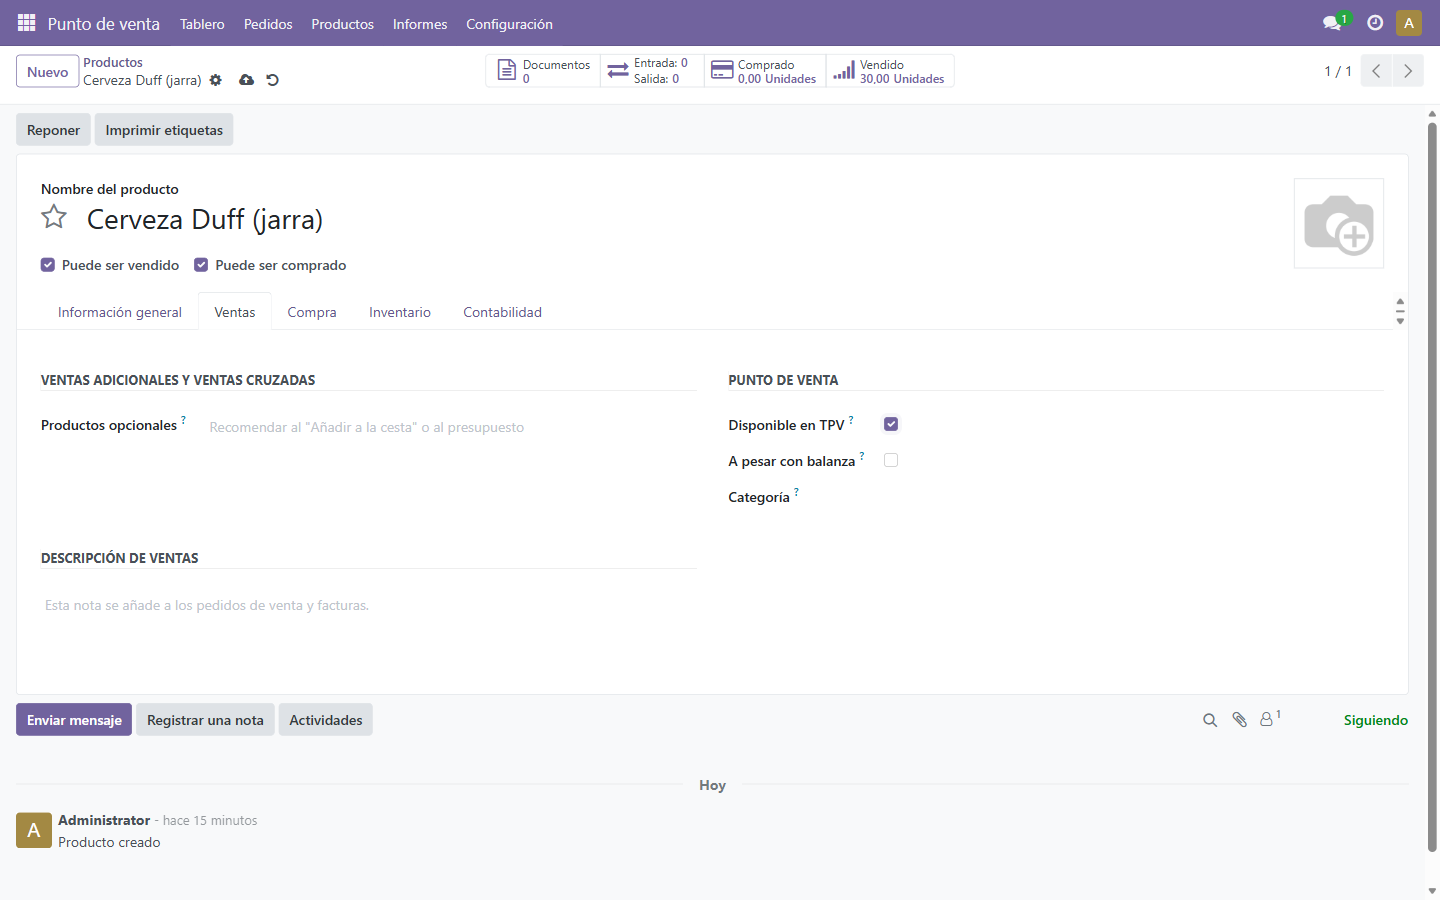 Punto de venta Tablero Pedidos Productos Informes Configuración 1 A
Nuevo
Productos
Cerveza Duff (jarra)
Documentos
0
Entrada: 0
Salida: 0
Comprado
0,00 Unidades
Vendido
30,00 Unidades
1 / 1
Reponer Imprimir etiquetas
Nombre del producto
Cerveza Duff (jarra)
Puede ser vendido Puede ser comprado
Información general Ventas Compra Inventario Contabilidad
VENTAS ADICIONALES Y VENTAS CRUZADAS
Productos opcionales ? Recomendar al "Añadir a la cesta" o al presupuesto
PUNTO DE VENTA
Disponible en TPV ?
A pesar con balanza ?
Categoría ?
DESCRIPCIÓN DE VENTAS
Esta nota se añade a los pedidos de venta y facturas.
Enviar mensaje Registrar una nota Actividades 1 Siguiendo
Hoy
A
Administrator - hace 15 minutos
Producto creado